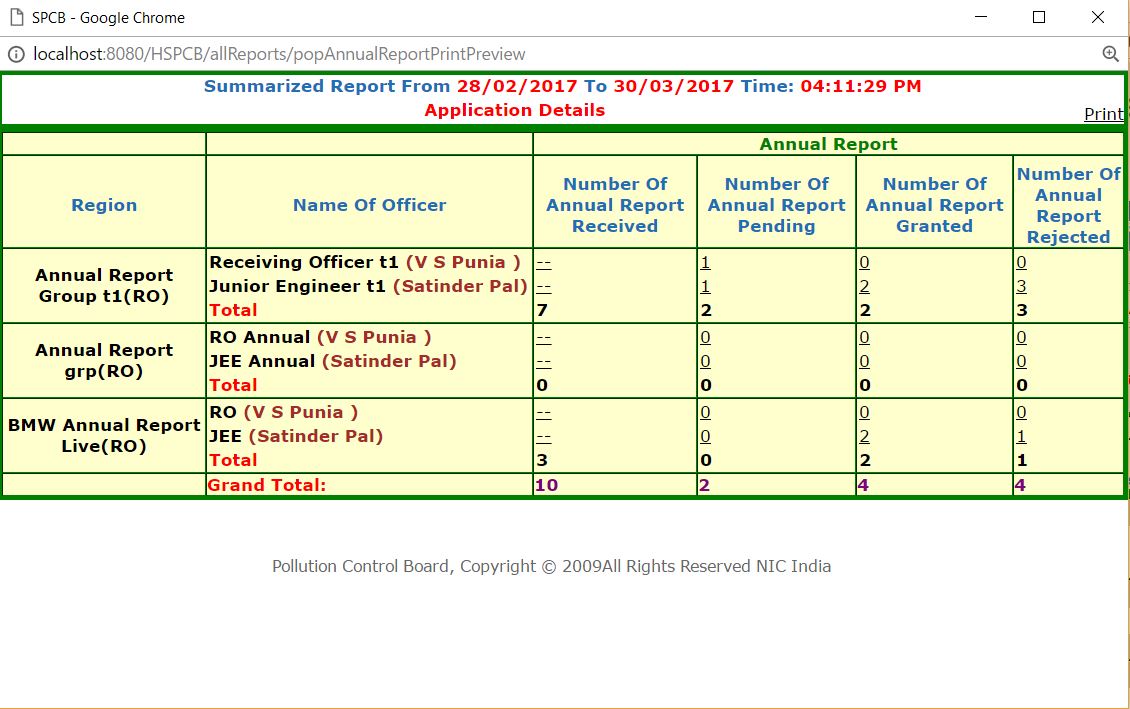 SPCB - Google Chrome
localhost:8080/HSPCB/allReports/popAnnualReportPrintPreview
Summarized Report From 28/02/2017 To 30/03/2017 Time: 04:11:29 PM
Application Details
Print
Annual Report
Region Name Of Officer Number Of Annual Report Received Number Of Annual Report Pending Number Of Annual Report Granted Number Of Annual Report Rejected
Annual Report
Group t1(RO)
Receiving Officer t1 (V S Punia ) -- 1 0 0
Junior Engineer t1 (Satinder Pal) -- 1 2 3
Total 7 2 2 3
Annual Report
grp(RO)
RO Annual (V S Punia ) -- 0 0 0
JEE Annual (Satinder Pal) -- 0 0 0
Total 0 0 0 0
BMW Annual Report
Live(RO)
RO (V S Punia ) -- 0 0 0
JEE (Satinder Pal) -- 0 2 1
Total 3 0 2 1
Grand Total: 10 2 4 4
Pollution Control Board, Copyright © 2009All Rights Reserved NIC India